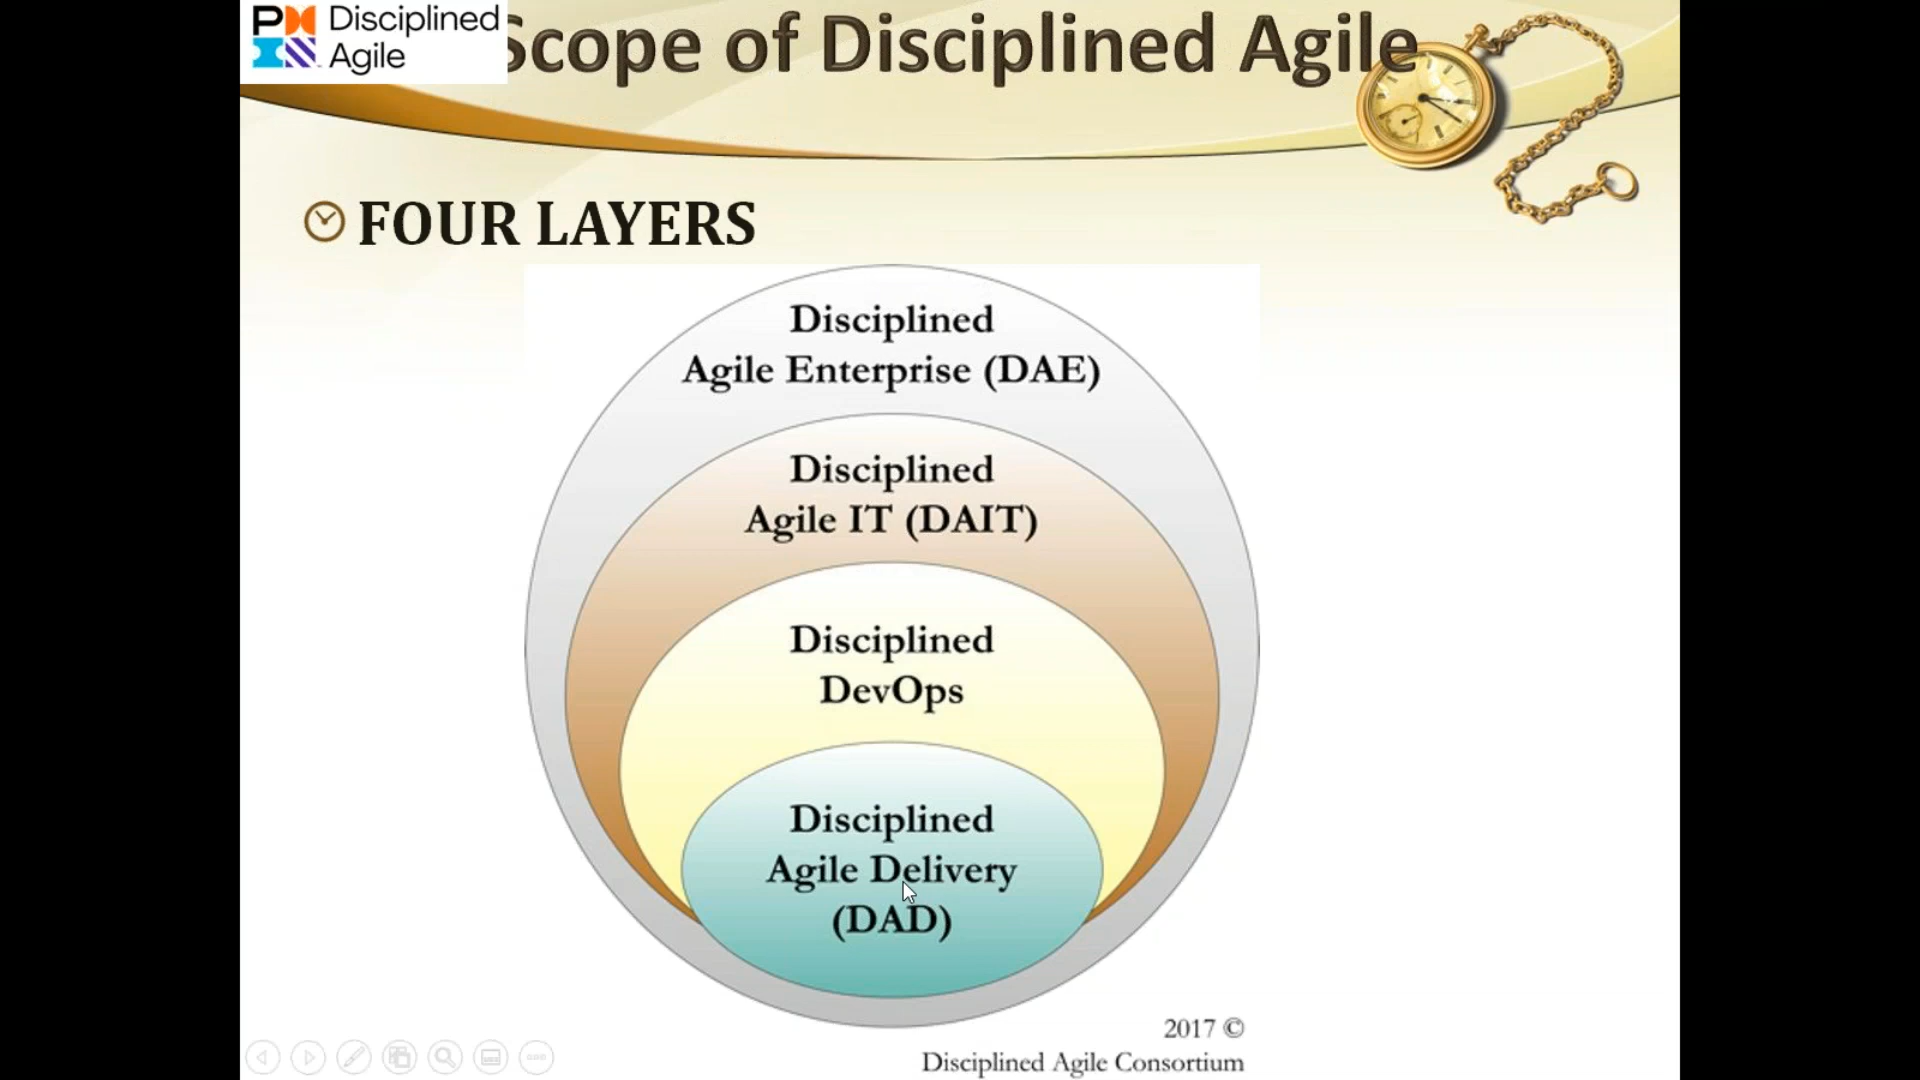 Disciplined
Agile
Scope of Disciplined Agile
FOUR LAYERS
Disciplined
Agile Enterprise (DAE)
Disciplined
Agile IT (DAIT)
Disciplined
DevOps
Disciplined
Agile Delivery
(DAD)
2017 ©
Disciplined Agile Consortium